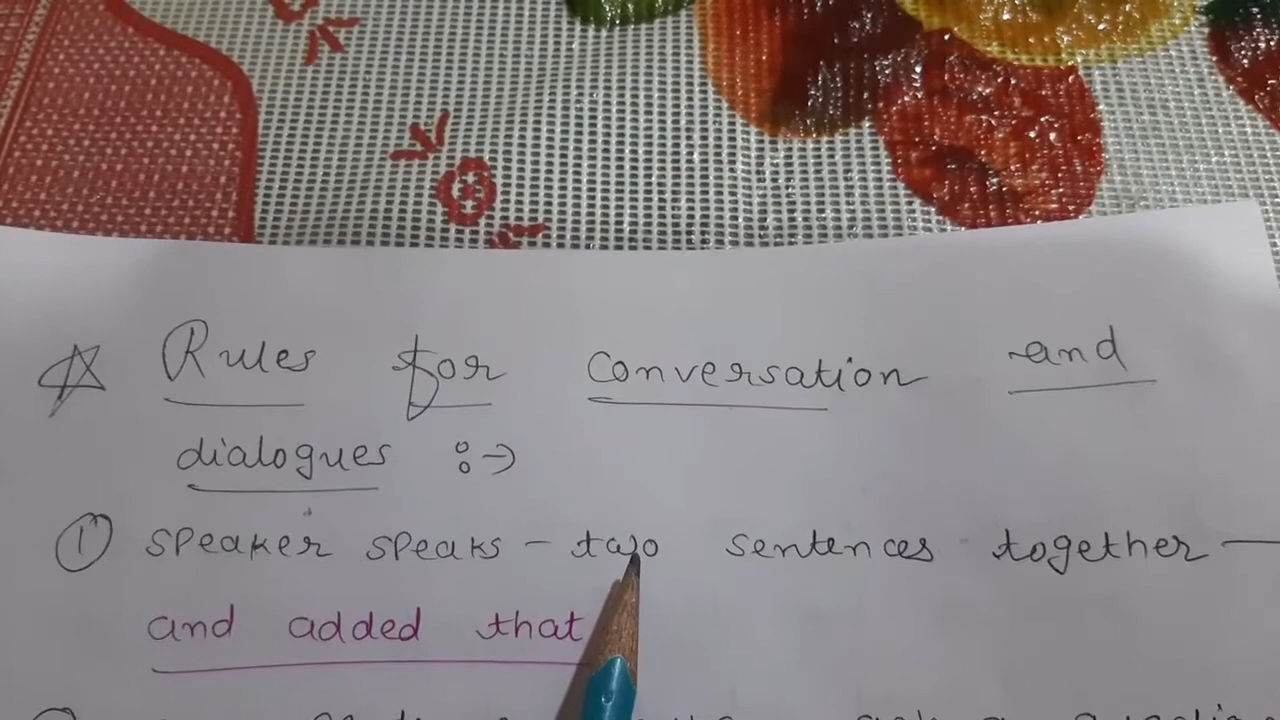 ☆ Rules for conversation and
dialogues :→
① speaker speaks - two sentences together —
and added that